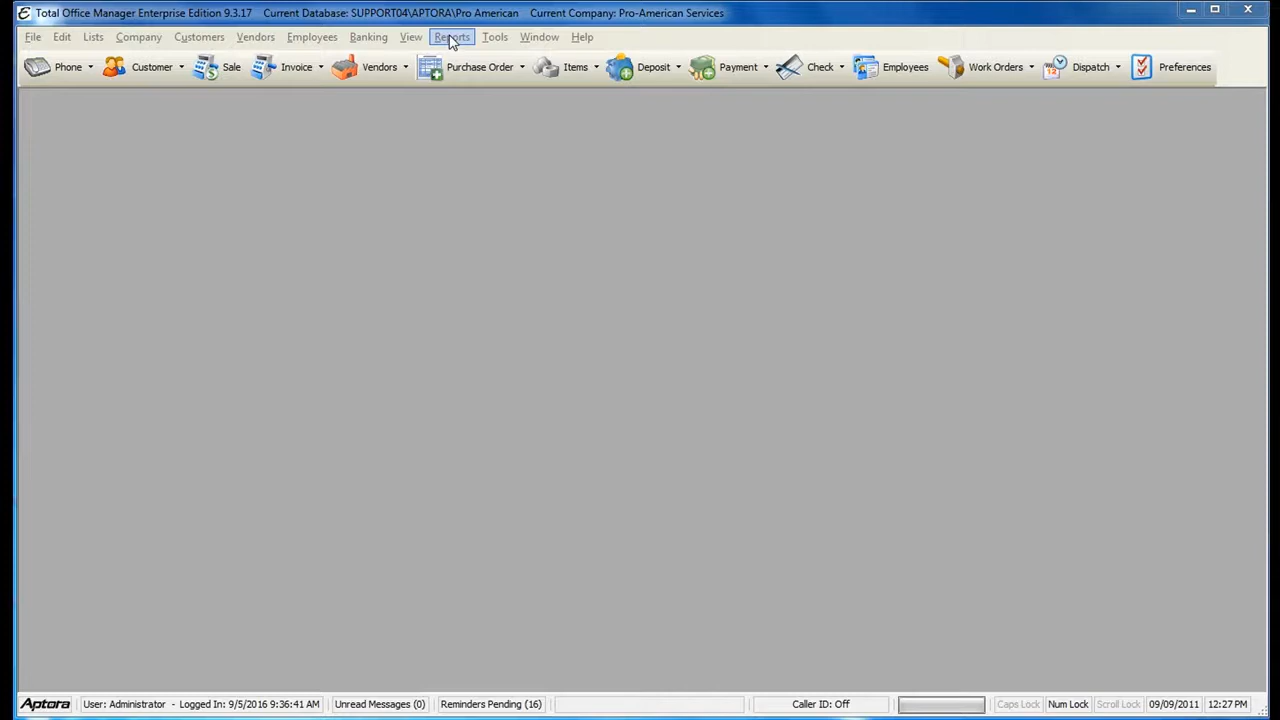 Total Office Manager Enterprise Edition 9.3.17 Current Database: SUPPORT04\APTORA\Pro American Current Company: Pro-American Services
File Edit Lists Company Customers Vendors Employees Banking View Reports Tools Window Help
Phone Customer Sale Invoice Vendors Purchase Order Items Deposit Payment Check Employees Work Orders Dispatch Preferences
Aptora User: Administrator - Logged In: 9/5/2016 9:36:41 AM Unread Messages (0) Reminders Pending (16) Caller ID: Off Caps Lock Num Lock Scroll Lock 09/09/2011 12:27 PM